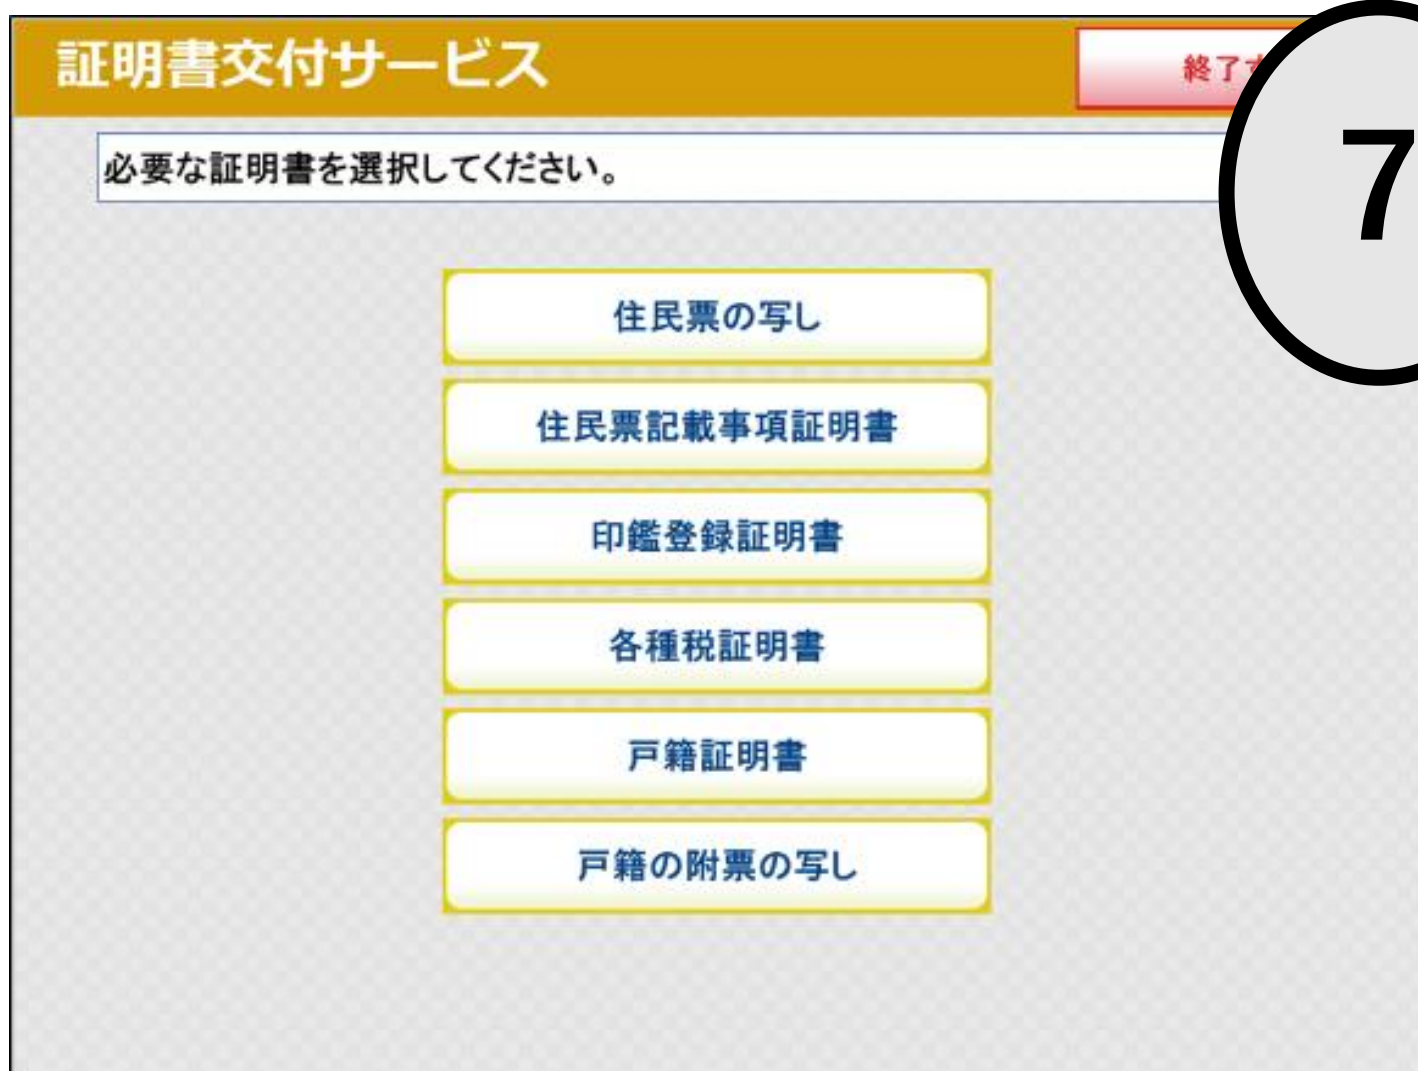 証明書交付サービス
終了す
7
必要な証明書を選択してください。
住民票の写し
住民票記載事項証明書
印鑑登録証明書
各種税証明書
戸籍証明書
戸籍の附票の写し